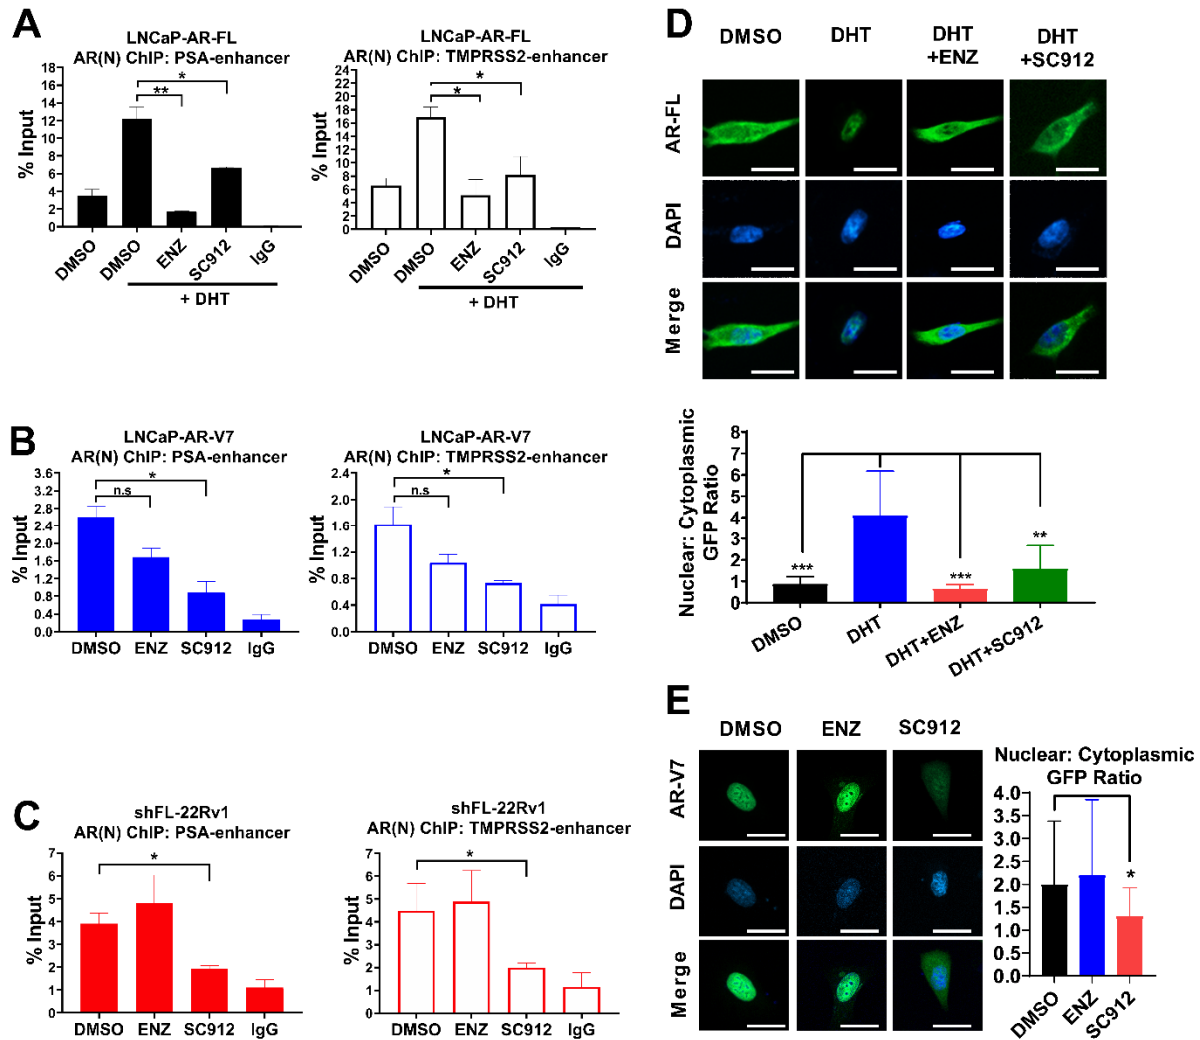 A
LNCaP-AR-FL
AR(N) ChIP: PSA-enhancer
% Input
18
16
14
12
10
8
6
4
2
0
*
**
DMSO
DMSO
ENZ
SC912
IgG
+ DHT
LNCaP-AR-FL
AR(N) ChIP: TMPRSS2-enhancer
% Input
24
22
20
18
16
14
12
10
8
6
4
2
0
*
*
DMSO
DMSO
ENZ
SC912
IgG
+ DHT
B
LNCaP-AR-V7
AR(N) ChIP: PSA-enhancer
% Input
3.6
3.2
2.8
2.4
2.0
1.6
1.2
0.8
0.4
0.0
*
n.s
DMSO
ENZ
SC912
IgG
LNCaP-AR-V7
AR(N) ChIP: TMPRSS2-enhancer
% Input
2.4
2.0
1.6
1.2
0.8
0.4
0.0
*
n.s
DMSO
ENZ
SC912
IgG
C
shFL-22Rv1
AR(N) ChIP: PSA-enhancer
% Input
7
6
5
4
3
2
1
0
*
DMSO
ENZ
SC912
IgG
shFL-22Rv1
AR(N) ChIP: TMPRSS2-enhancer
% Input
7
6
5
4
3
2
1
0
*
DMSO
ENZ
SC912
IgG
D
DMSO
DHT
DHT
+ENZ
DHT
+SC912
AR-FL
DAPI
Merge
Nuclear: Cytoplasmic
GFP Ratio
8
7
6
5
4
3
2
1
0
***
***
**
DMSO
DHT
DHT+ENZ
DHT+SC912
E
DMSO
ENZ
SC912
AR-V7
DAPI
Merge
Nuclear: Cytoplasmic
GFP Ratio
4.0
3.5
3.0
2.5
2.0
1.5
1.0
0.5
0.0
*
DMSO
ENZ
SC912